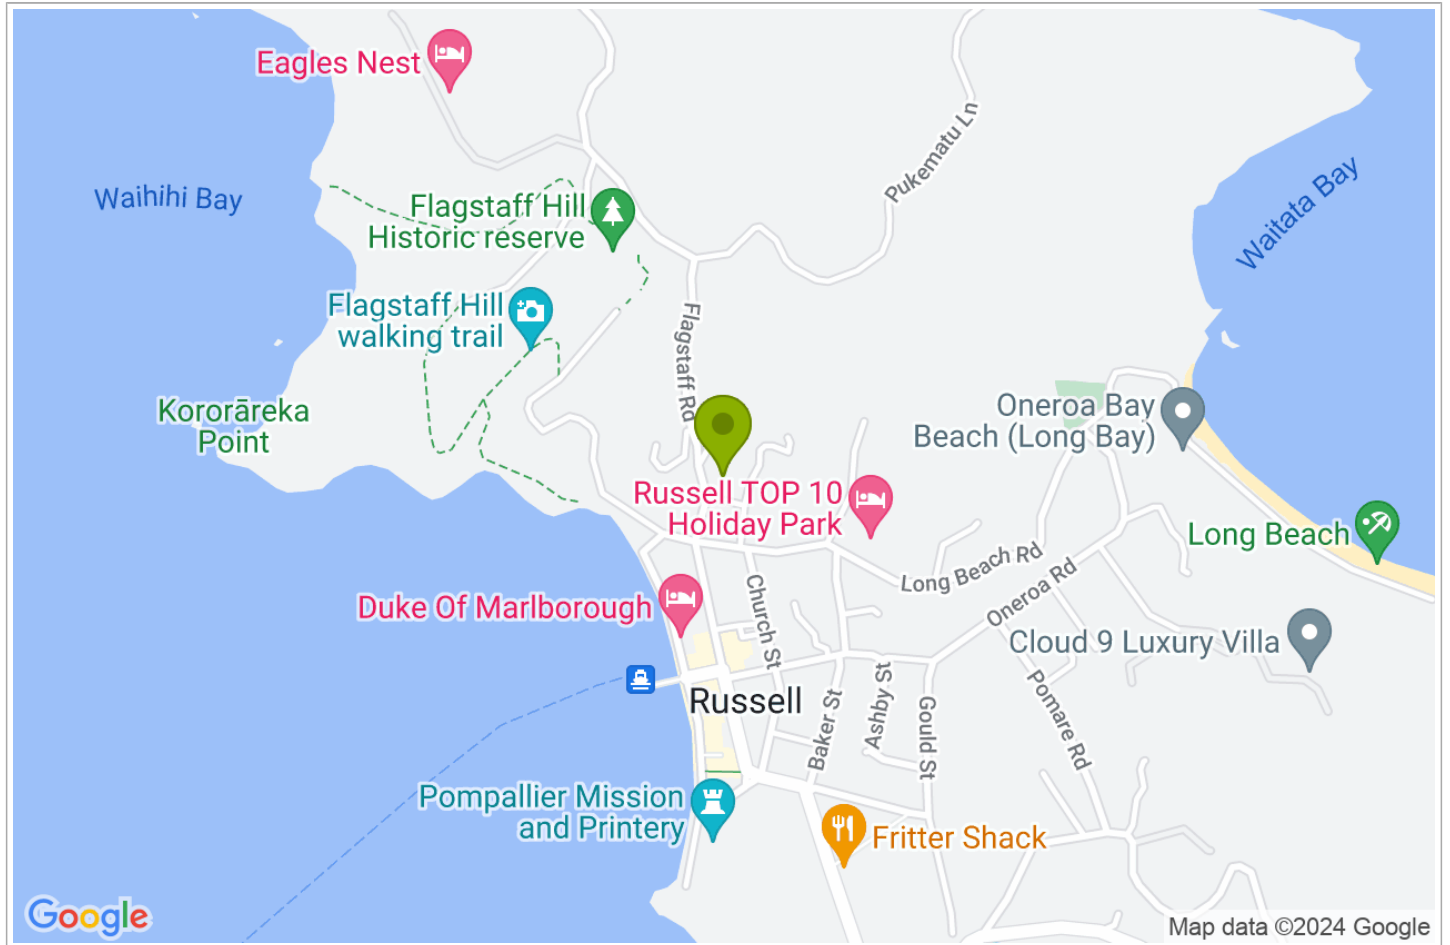 Eagles Nest
Pukematu Ln
Waihihi Bay
Waitata Bay
Flagstaff Hill
Historic reserve
Flagstaff Hill
walking trail
Flagstaff Rd
Kororāreka
Point
Oneroa Bay
Beach (Long Bay)
Russell TOP 10
Holiday Park
Long Beach
Long Beach Rd
Oneroa Rd
Duke Of Marlborough
Church St
Cloud 9 Luxury Villa
Russell
Baker St
Ashby St
Gould St
Pomare Rd
Pompallier Mission
and Printery
Fritter Shack
Google
Map data ©2024 Google